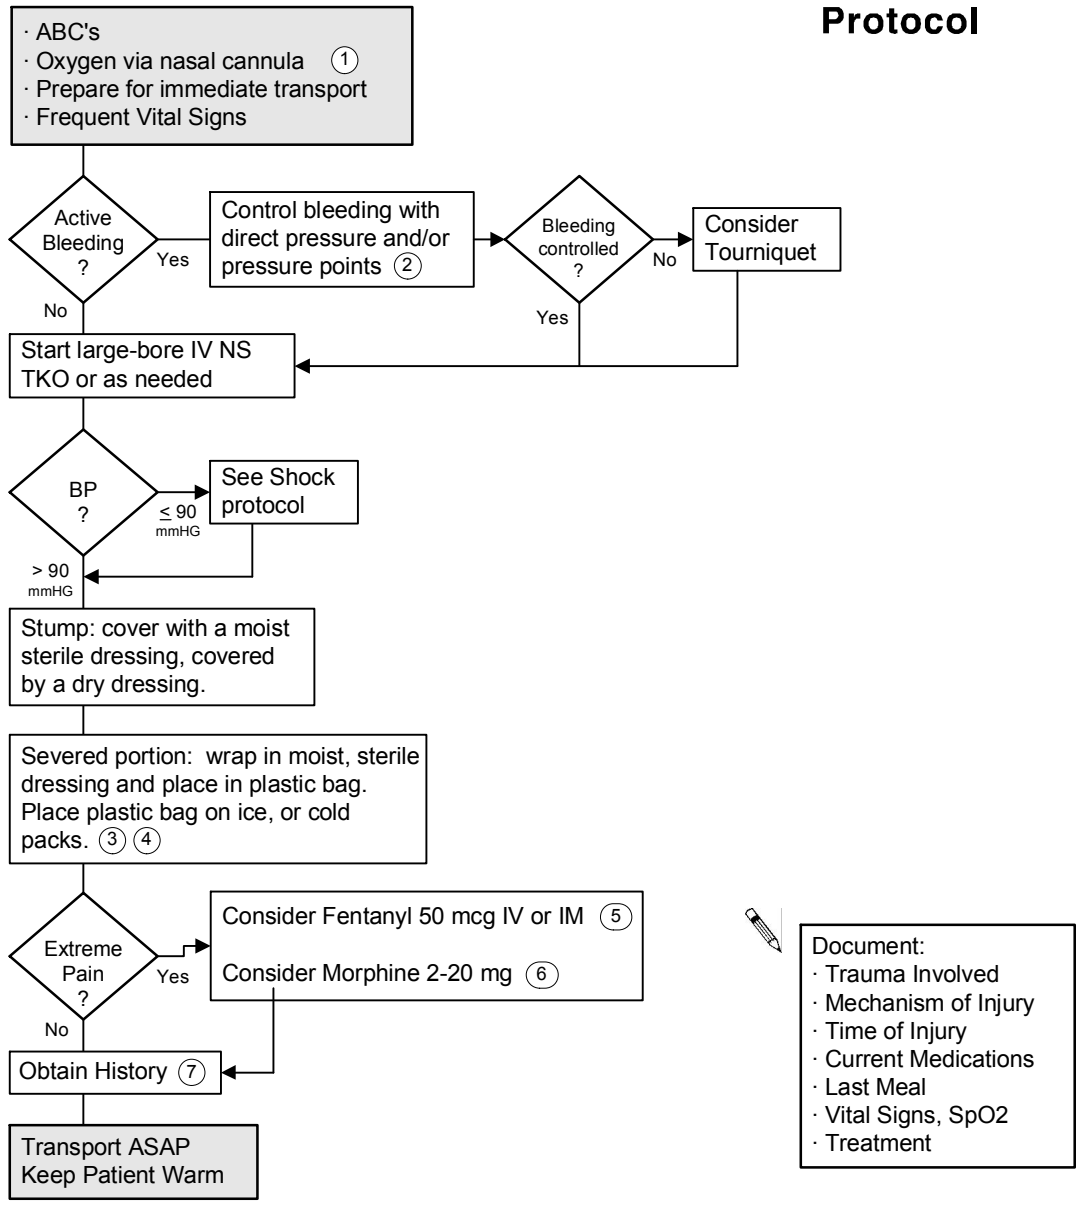 Protocol
· ABC's
· Oxygen via nasal cannula 1
· Prepare for immediate transport
· Frequent Vital Signs
Active
Bleeding
?
Yes
No
Control bleeding with
direct pressure and/or
pressure points 2
Bleeding
controlled
?
No
Yes
Consider
Tourniquet
Start large-bore IV NS
TKO or as needed
BP
?
≤ 90
mmHG
See Shock
protocol
> 90
mmHG
Stump: cover with a moist
sterile dressing, covered
by a dry dressing.
Severed portion: wrap in moist, sterile
dressing and place in plastic bag.
Place plastic bag on ice, or cold
packs. 3 4
Extreme
Pain
?
Yes
No
Consider Fentanyl 50 mcg IV or IM 5
Consider Morphine 2-20 mg 6
Obtain History 7
Transport ASAP
Keep Patient Warm
Document:
· Trauma Involved
· Mechanism of Injury
· Time of Injury
· Current Medications
· Last Meal
· Vital Signs, SpO2
· Treatment